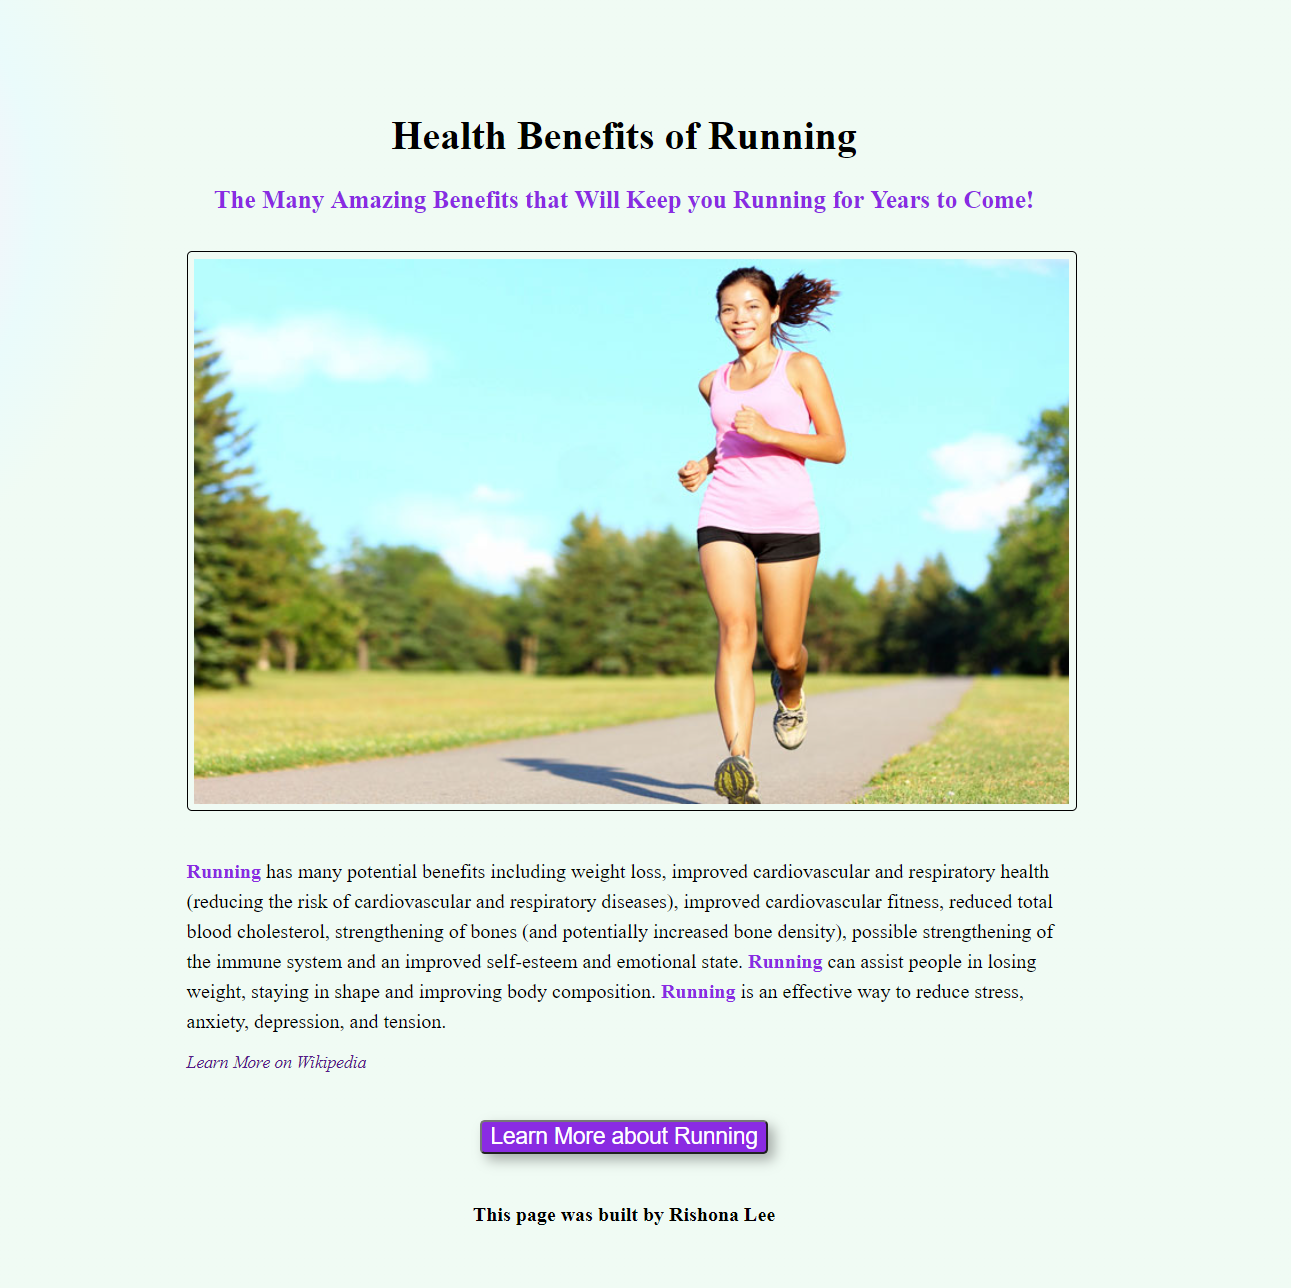 Health Benefits of Running
The Many Amazing Benefits that Will Keep you Running for Years to Come!
Running has many potential benefits including weight loss, improved cardiovascular and respiratory health
(reducing the risk of cardiovascular and respiratory diseases), improved cardiovascular fitness, reduced total
blood cholesterol, strengthening of bones (and potentially increased bone density), possible strengthening of
the immune system and an improved self-esteem and emotional state. Running can assist people in losing
weight, staying in shape and improving body composition. Running is an effective way to reduce stress,
anxiety, depression, and tension.
Learn More on Wikipedia
Learn More about Running
This page was built by Rishona Lee